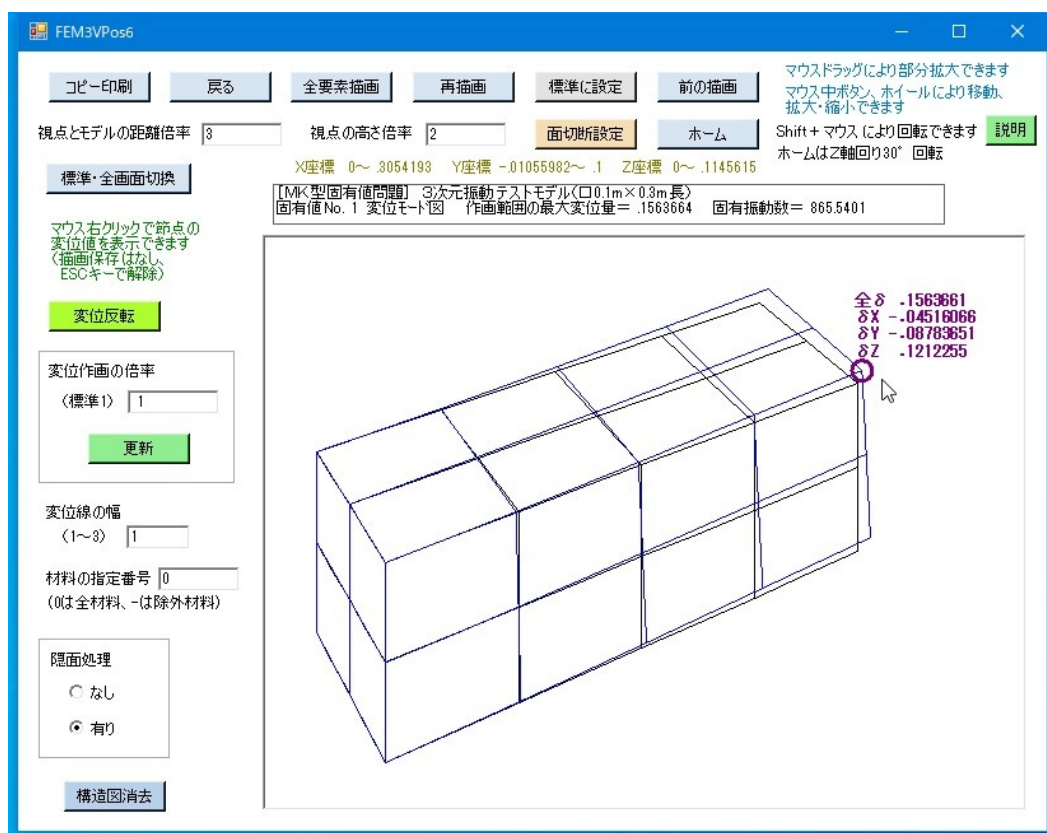 FEM3VPos6
コピー印刷
戻る
全要素描画
再描画
標準に設定
前の描画
マウスドラッグにより部分拡大できます
マウス中ボタン、ホイールにより移動、
拡大・縮小できます
視点とモデルの距離倍率 3
視点の高さ倍率 2
面切断設定
ホーム
Shift+マウスにより回転できます
説明
ホームはZ軸回り30°回転
標準・全画面切換
X座標 0～ .3054193 Y座標 -.01055982～ .1 Z座標 0～ .1145615
【MK型固有値問題】 3次元振動テストモデル(□0.1m×0.3m長)
固有値No. 1 変位モード図 作画範囲の最大変位量= .1563664 固有振動数= 865.5401
マウス右クリックで節点の
変位値を表示できます
(描画保存はなし、
ESCキーで解除)
変位反転
全δ .1563661
δX -.04516066
δY -.08783651
δZ .1212255
変位作画の倍率
(標準1) 1
更新
変位線の幅
(1～3) 1
材料の指定番号 0
(0は全材料、-は除外材料)
隠面処理
なし
有り
構造図消去